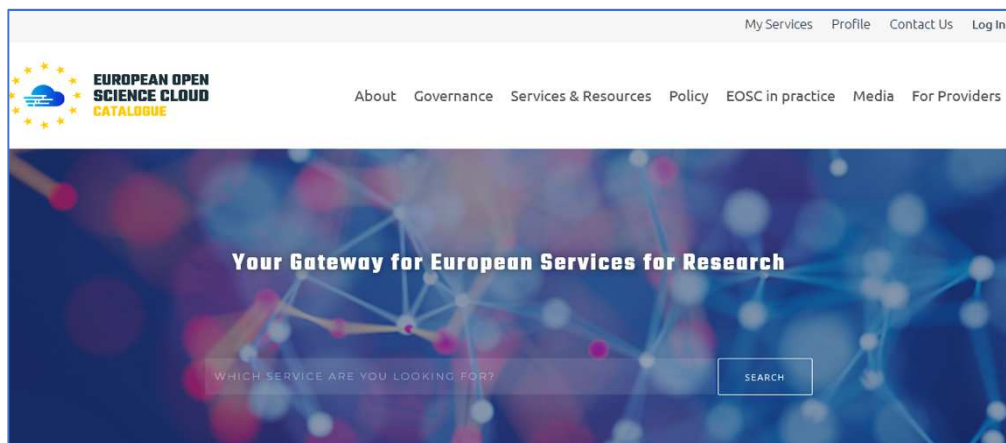 My Services Profile Contact Us Log In
EUROPEAN OPEN
SCIENCE CLOUD
CATALOGUE
About Governance Services & Resources Policy EOSC in practice Media For Providers
Your Gateway for European Services for Research
WHICH SERVICE ARE YOU LOOKING FOR?
SEARCH